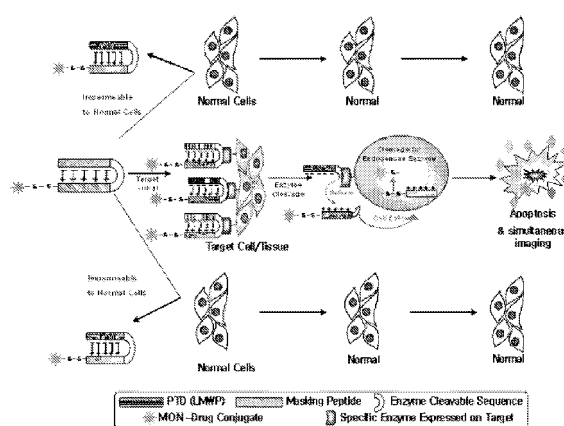 Normal Cells
Normal
Normal
Impermeable
to Normal Cells
Enzyme
Cleavage
Target Cell/Tissue
Apoptosis
& simultaneous
imaging
Impermeable
to Normal Cells
Normal Cells
Normal
Normal
PTD (LMWP)
Masking Peptide
Enzyme Cleavable Sequence
MON-Drug Conjugate
Specific Enzyme Expressed on Target